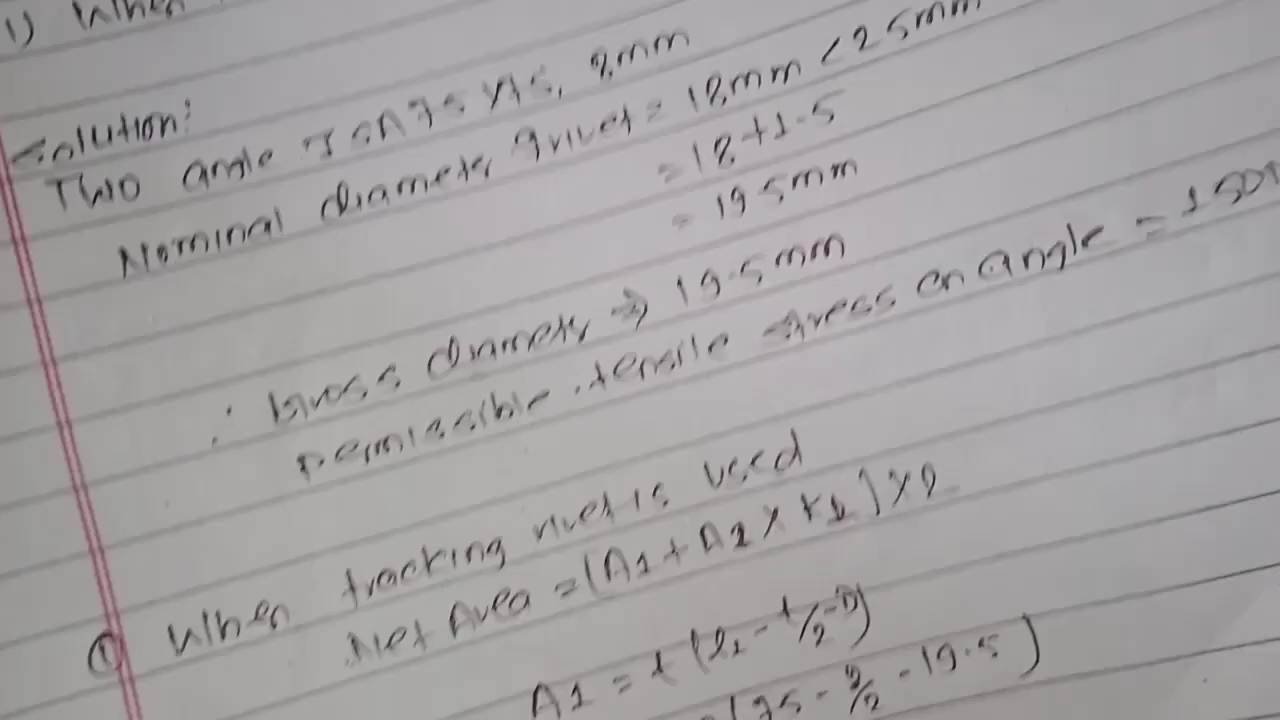 1) When
Solution:
Two angle ISA 75 x 75, 8mm
Nominal diameter of rivet = 18mm < 25mm
= 18 + 1.5
= 19.5mm
∴ Gross diameter ⇒ 19.5mm
permissible tensile stress on angle = 150
① When tracking rivet is used
Net Area = (A1 + A2 x k1) x 2
A1 = t (l1 - t/2 - D)
(75 - 8/2 - 19.5)